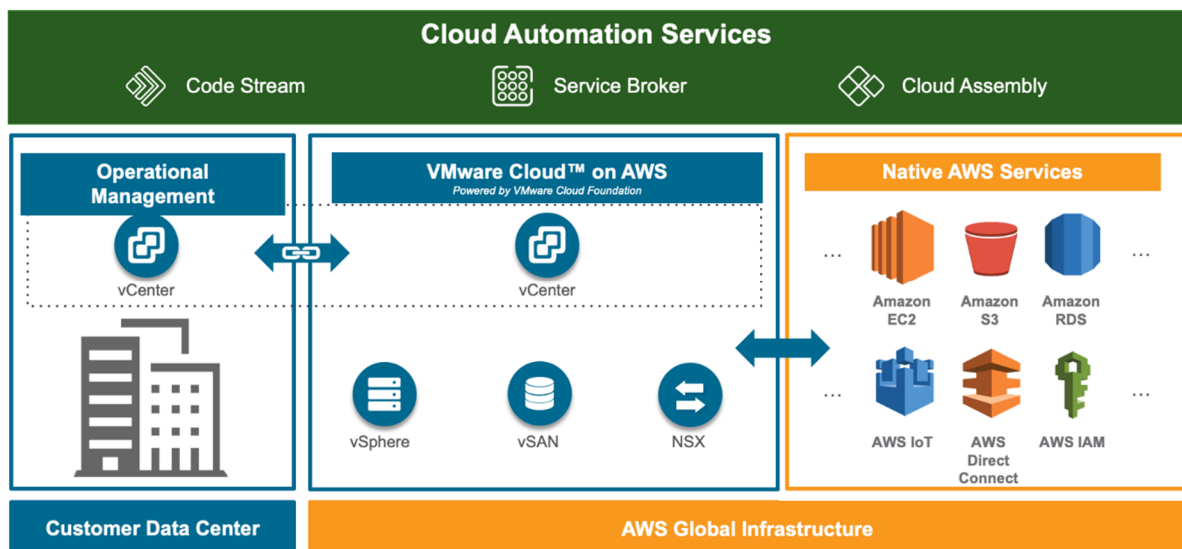 Cloud Automation Services
Code Stream
Service Broker
Cloud Assembly
Operational
Management
VMware Cloud™ on AWS
Powered by VMware Cloud Foundation
Native AWS Services
vCenter
vCenter
...
Amazon
EC2
Amazon
S3
Amazon
RDS
...
vSphere
vSAN
NSX
...
AWS IoT
AWS
Direct
Connect
AWS IAM
...
Customer Data Center
AWS Global Infrastructure